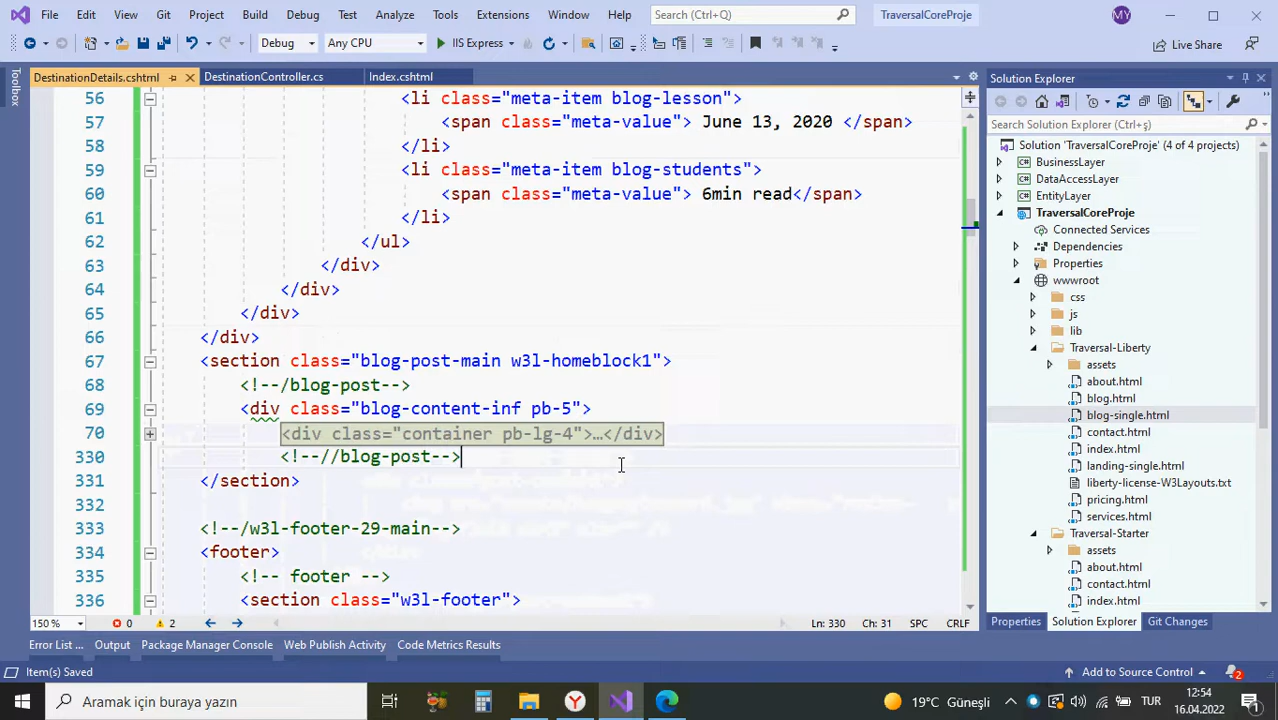 File Edit View Git Project Build Debug Test Analyze Tools Extensions Window Help Search (Ctrl+Q) TraversalCoreProje MY
Debug Any CPU IIS Express Live Share
Toolbox
DestinationDetails.cshtml DestinationController.cs Index.cshtml
56 <li class="meta-item blog-lesson">
57 <span class="meta-value"> June 13, 2020 </span>
58 </li>
59 <li class="meta-item blog-students">
60 <span class="meta-value"> 6min read</span>
61 </li>
62 </ul>
63 </div>
64 </div>
65 </div>
66 </div>
67 <section class="blog-post-main w3l-homeblock1">
68 <!--/blog-post-->
69 <div class="blog-content-inf pb-5">
70 <div class="container pb-lg-4">…</div>
330 <!--//blog-post-->
331 </section>
332
333 <!--/w3l-footer-29-main-->
334 <footer>
335 <!-- footer -->
336 <section class="w3l-footer">
150 % 0 2 Ln: 330 Ch: 31 SPC CRLF
Error List ... Output Package Manager Console Web Publish Activity Code Metrics Results
Solution Explorer
Search Solution Explorer (Ctrl+ş)
Solution 'TraversalCoreProje' (4 of 4 projects)
BusinessLayer
DataAccessLayer
EntityLayer
TraversalCoreProje
Connected Services
Dependencies
Properties
wwwroot
css
js
lib
Traversal-Liberty
assets
about.html
blog.html
blog-single.html
contact.html
index.html
landing-single.html
liberty-license-W3Layouts.txt
pricing.html
services.html
Traversal-Starter
assets
about.html
contact.html
index.html
Properties Solution Explorer Git Changes
Item(s) Saved Add to Source Control 2
Aramak için buraya yazın 19°C Güneşli TUR 12:54
16.04.2022 1